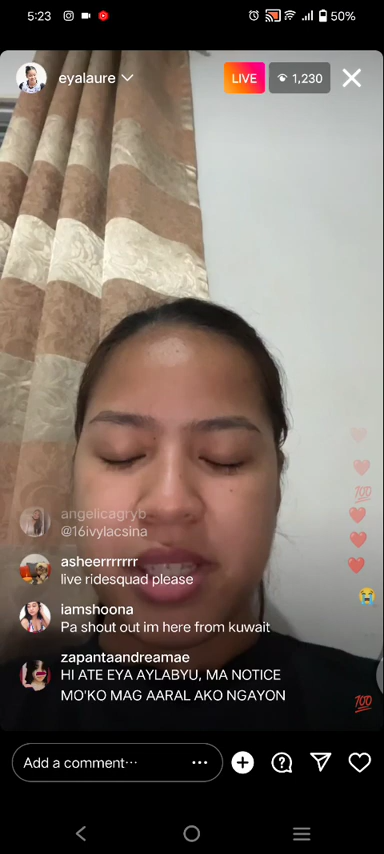 5:23
50%
eyalaure
LIVE
1,230
angelicagryb
@16ivylacsina
asheerrrrrrr
live ridesquad please
iamshoona
Pa shout out im here from kuwait
zapantaandreamae
HI ATE EYA AYLABYU, MA NOTICE
MO'KO MAG AARAL AKO NGAYON
Add a comment...